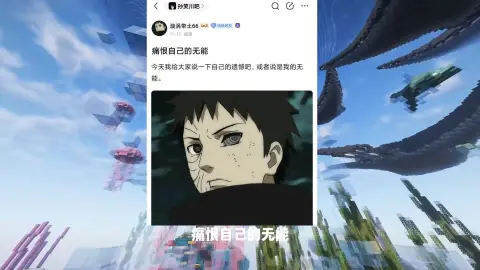 孙笑川吧
漩涡带土66
痛恨自己的无能
今天我给大家说一下自己的遗憾吧，或者说是我的无
能。
痛恨自己的无能